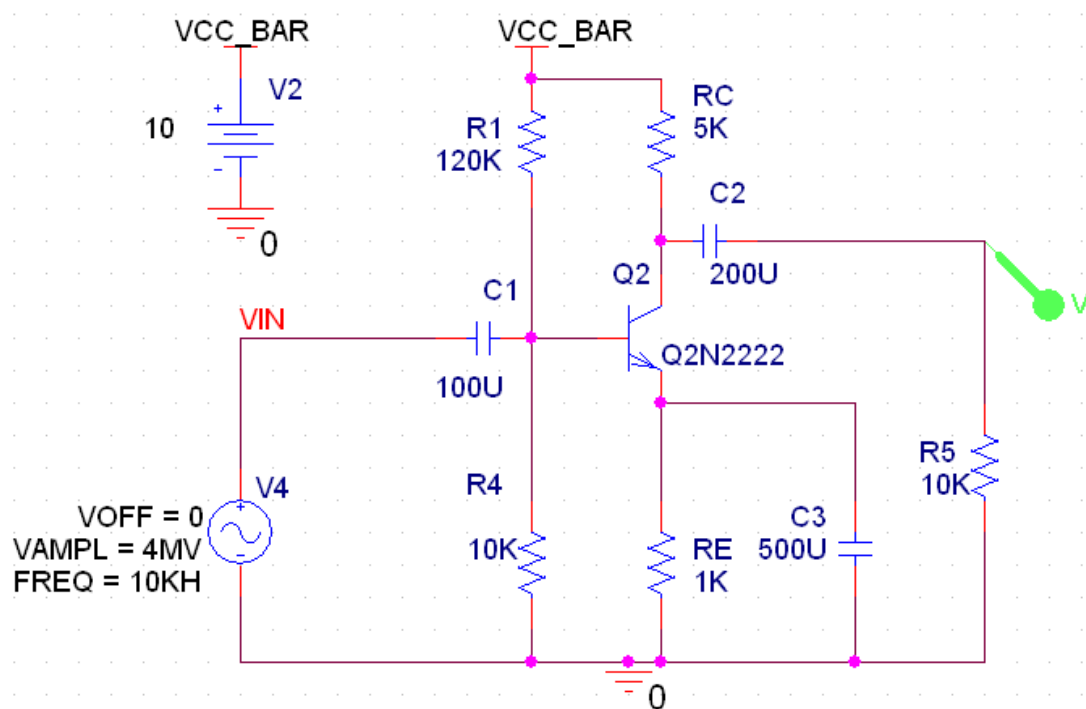 VCC_BAR
VCC_BAR
V2
10
0
R1
120K
RC
5K
C2
200U
Q2
C1
VIN
100U
Q2N2222
V
V4
VOFF = 0
VAMPL = 4MV
FREQ = 10KH
R4
10K
R5
10K
C3
500U
RE
1K
0